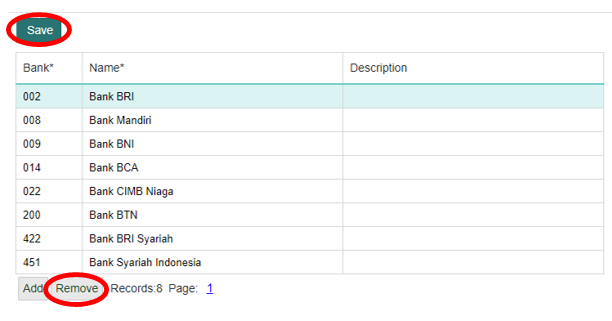 Save
Bank* Name* Description
002 Bank BRI
008 Bank Mandiri
009 Bank BNI
014 Bank BCA
022 Bank CIMB Niaga
200 Bank BTN
422 Bank BRI Syariah
451 Bank Syariah Indonesia
Add Remove Records:8 Page: 1